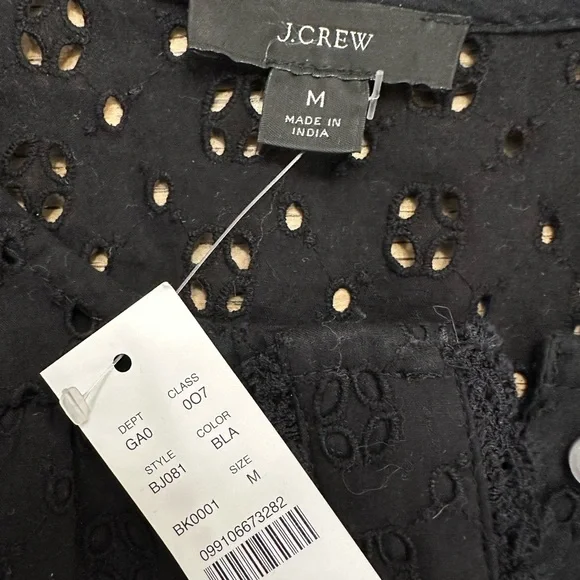 J.CREW
M
MADE IN
INDIA
DEPT CLASS
GA0 007
STYLE COLOR
BJ081 BLA
BK0001 SIZE
M
099106673282